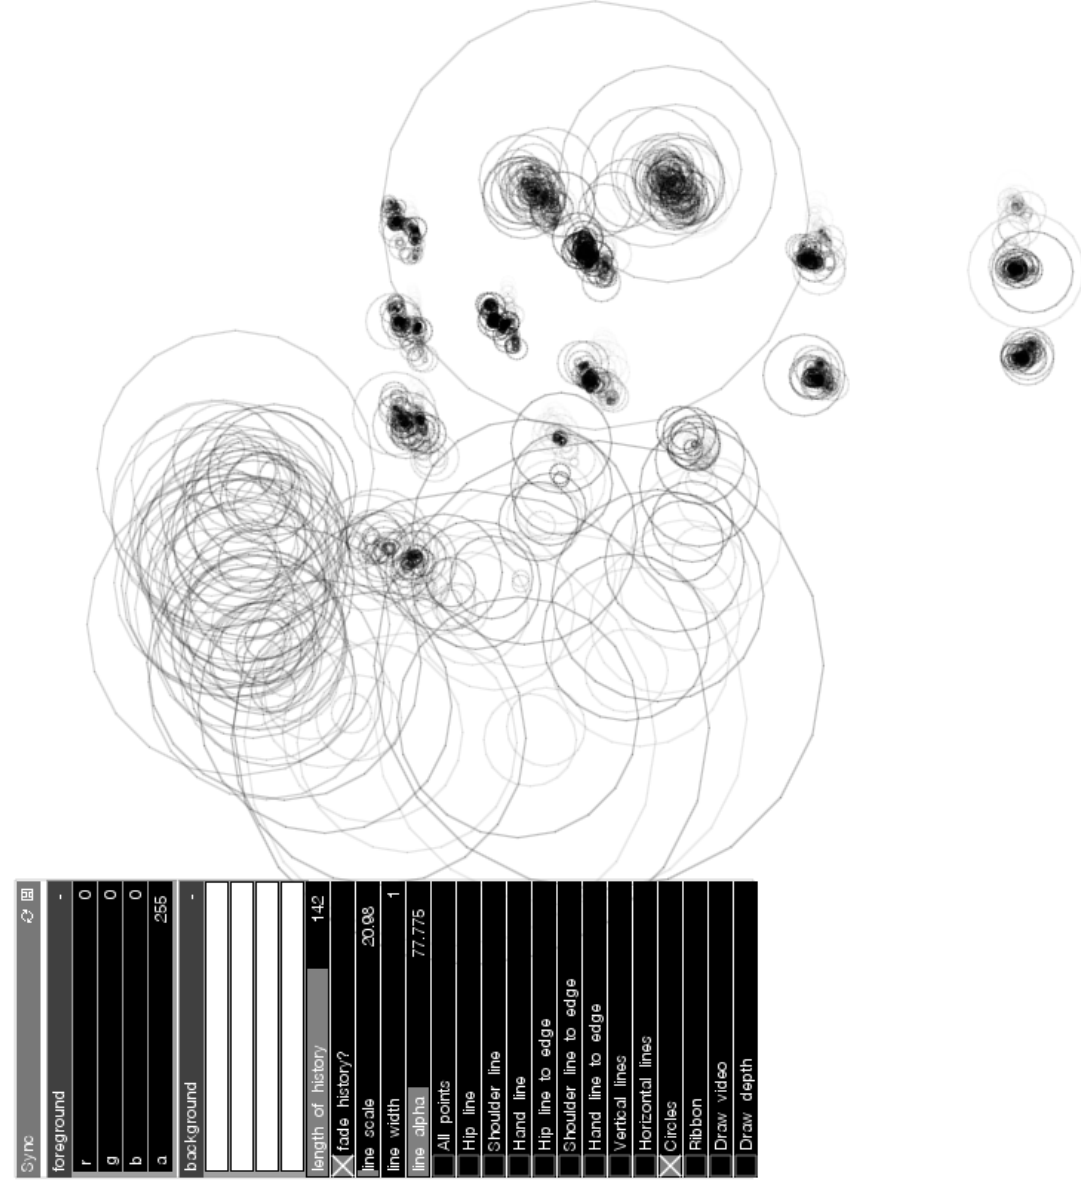 Sync
foreground -
r 0
g 0
b 0
a 255
background -
length of history 142
fade history?
line scale 20.98
line width 1
line alpha 77.775
All points
Hip line
Shoulder line
Hand line
Hip line to edge
Shoulder line to edge
Hand line to edge
Vertical lines
Horizontal lines
Circles
Ribbon
Draw video
Draw depth